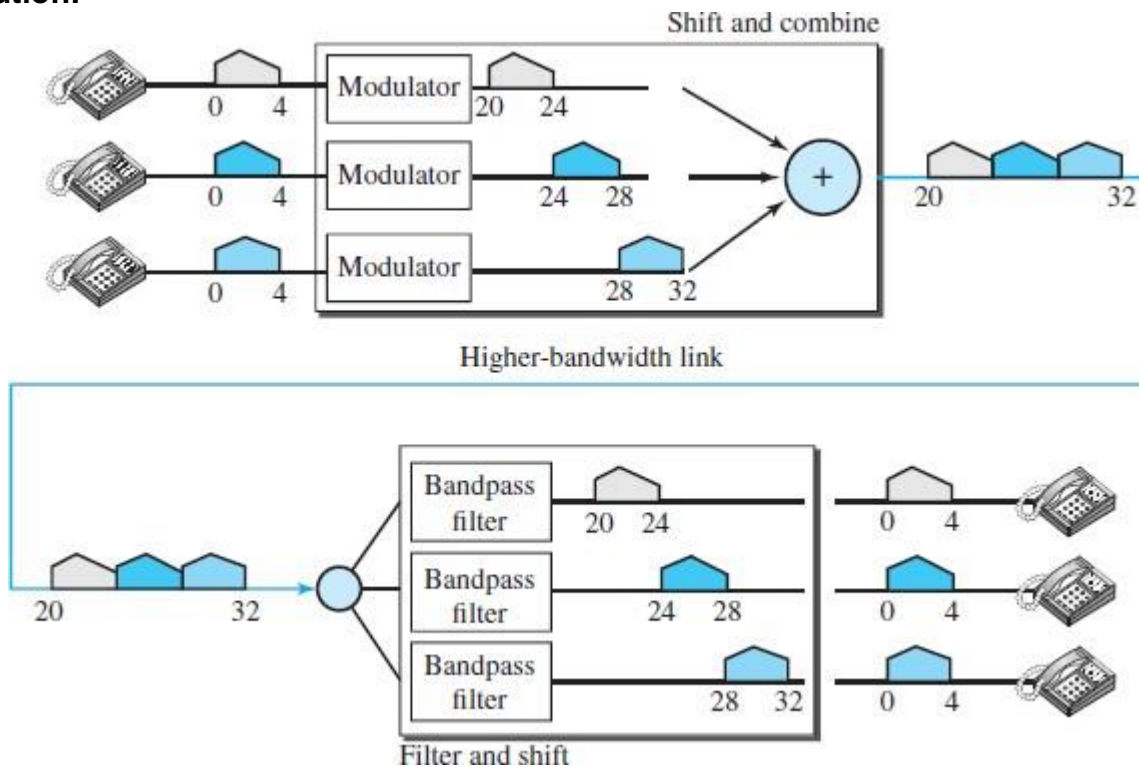 ution.
Shift and combine
0 4 Modulator 20 24
0 4 Modulator 24 28 + 20 32
0 4 Modulator 28 32
Higher-bandwidth link
Bandpass
filter 20 24 0 4
20 32 Bandpass
filter 24 28 0 4
Bandpass
filter 28 32 0 4
Filter and shift